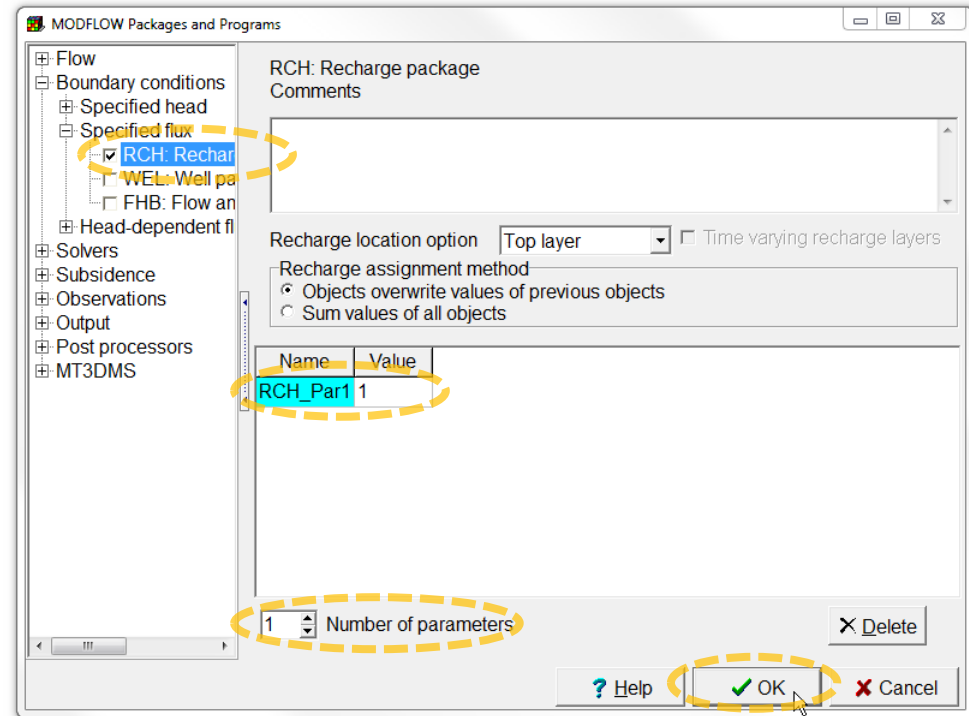 MODFLOW Packages and Programs
Flow
Boundary conditions
Specified head
Specified flux
RCH: Rechar
WEL: Well pa
FHB: Flow an
Head-dependent fl
Solvers
Subsidence
Observations
Output
Post processors
MT3DMS
RCH: Recharge package
Comments
Recharge location option Top layer Time varying recharge layers
Recharge assignment method
Objects overwrite values of previous objects
Sum values of all objects
Name Value
RCH_Par1 1
1 Number of parameters
Delete
? Help OK Cancel